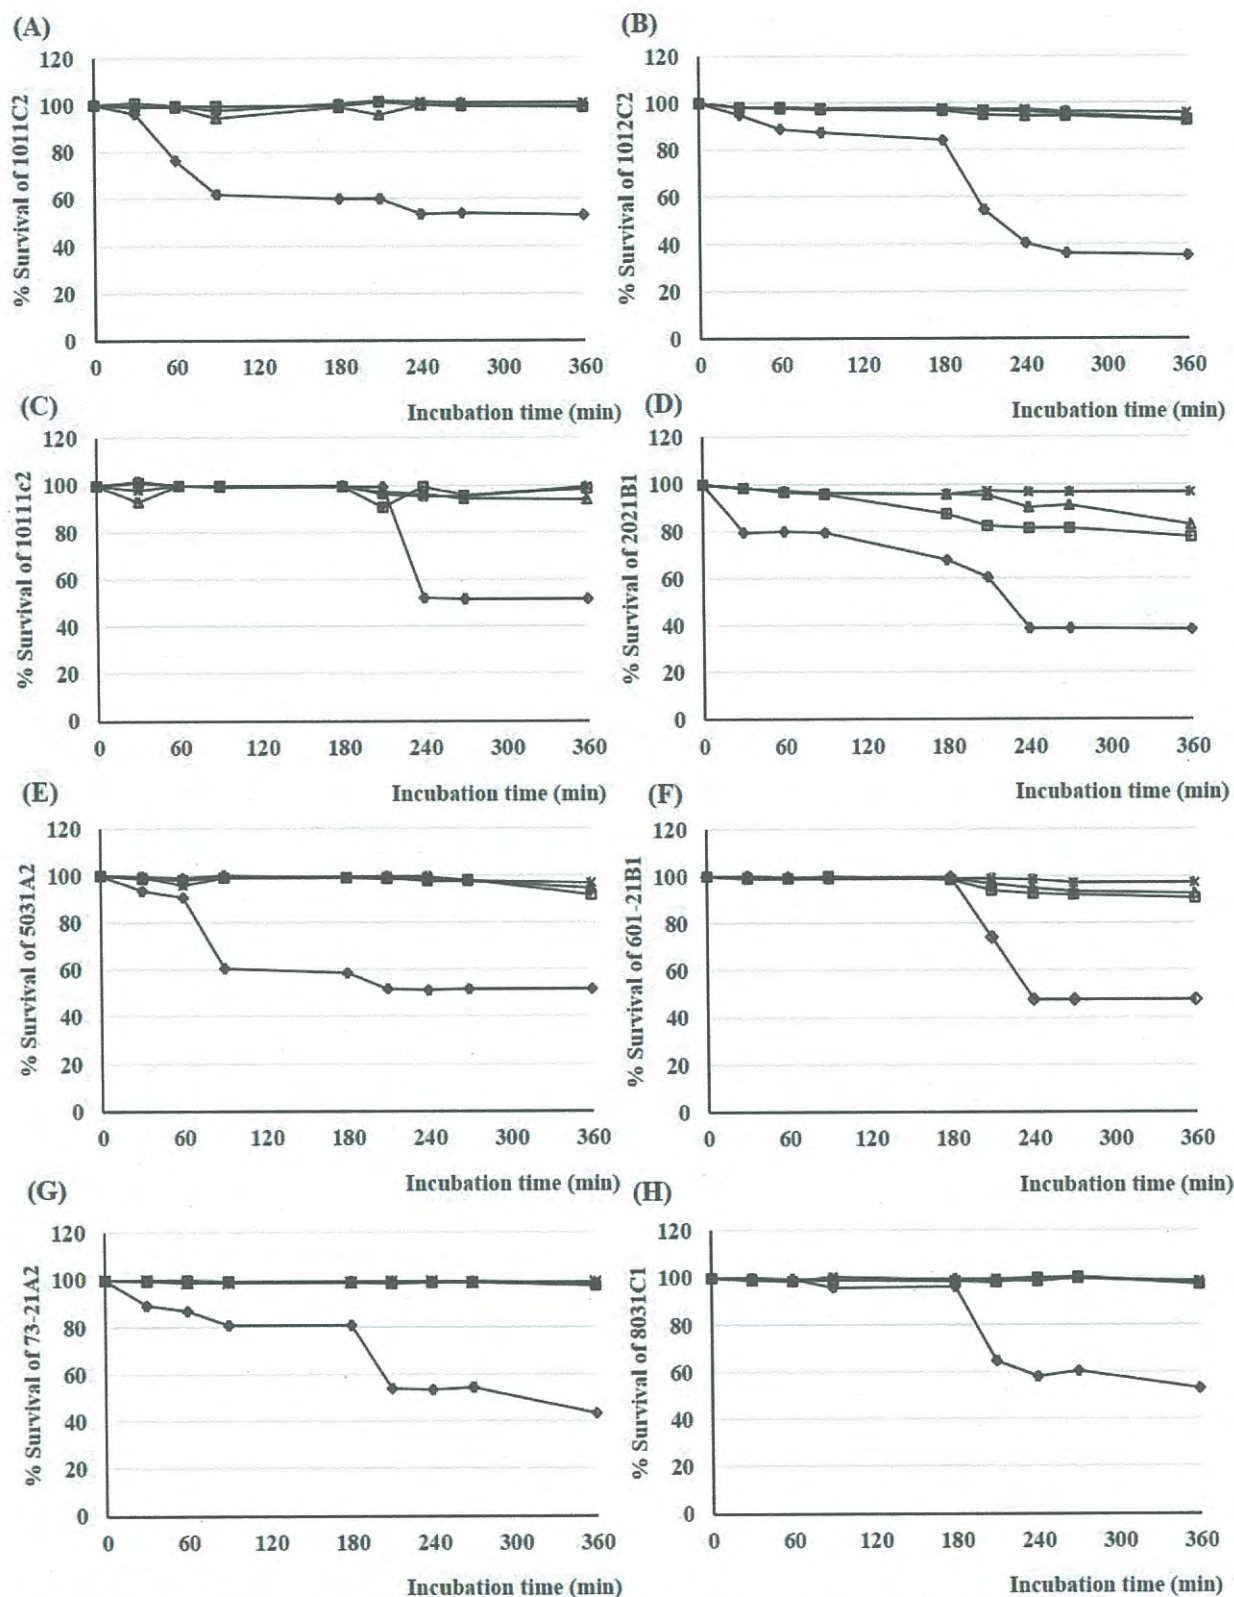 (A)
120
100
80
60
40
20
0
% Survival of 1011C2
0 60 120 180 240 300 360
Incubation time (min)
(B)
120
100
80
60
40
20
0
% Survival of 1012C2
0 60 120 180 240 300 360
Incubation time (min)
(C)
120
100
80
60
40
20
0
% Survival of 10111c2
0 60 120 180 240 300 360
Incubation time (min)
(D)
120
100
80
60
40
20
0
% Survival of 2021B1
0 60 120 180 240 300 360
Incubation time (min)
(E)
120
100
80
60
40
20
0
% Survival of 5031A2
0 60 120 180 240 300 360
Incubation time (min)
(F)
120
100
80
60
40
20
0
% Survival of 601-21B1
0 60 120 180 240 300 360
Incubation time (min)
(G)
120
100
80
60
40
20
0
% Survival of 73-21A2
0 60 120 180 240 300 360
Incubation time (min)
(H)
120
100
80
60
40
20
0
% Survival of 8031C1
0 60 120 180 240 300 360
Incubation time (min)